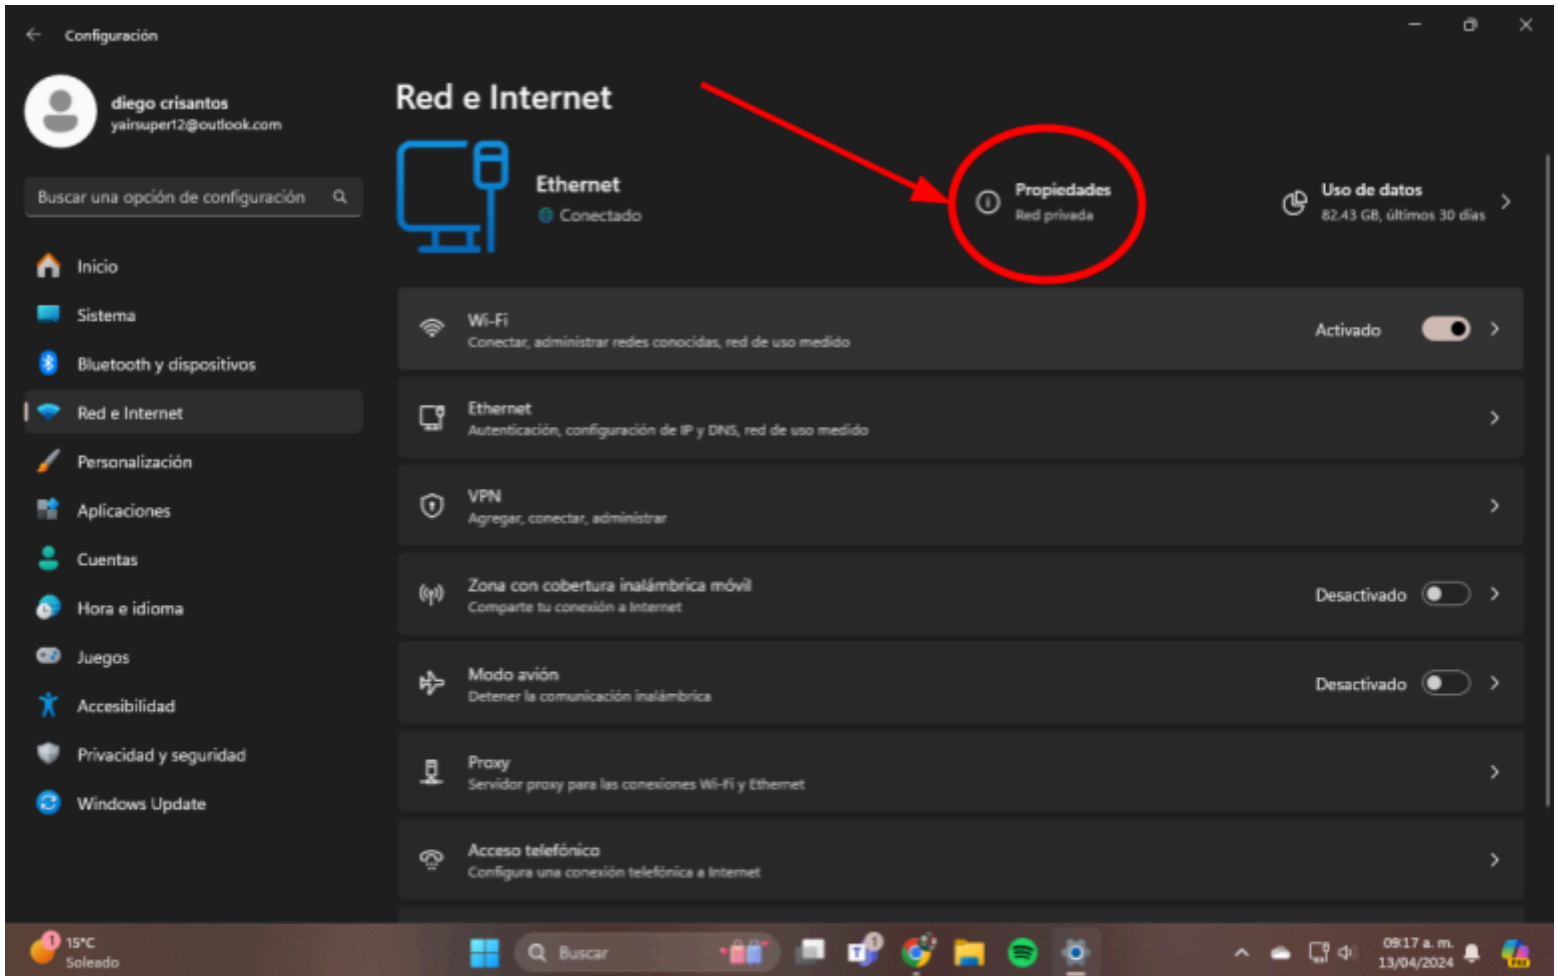 Configuración
diego crisantos
yairsuper12@outlook.com
Buscar una opción de configuración
Inicio
Sistema
Bluetooth y dispositivos
Red e Internet
Personalización
Aplicaciones
Cuentas
Hora e idioma
Juegos
Accesibilidad
Privacidad y seguridad
Windows Update
Red e Internet
Ethernet
Conectado
Propiedades
Red privada
Uso de datos
82.43 GB, últimos 30 días
Wi-Fi
Conectar, administrar redes conocidas, red de uso medido
Activado
Ethernet
Autenticación, configuración de IP y DNS, red de uso medido
VPN
Agregar, conectar, administrar
Zona con cobertura inalámbrica móvil
Comparte tu conexión a Internet
Desactivado
Modo avión
Detener la comunicación inalámbrica
Desactivado
Proxy
Servidor proxy para las conexiones Wi-Fi y Ethernet
Acceso telefónico
Configura una conexión telefónica a Internet
1
15°C
Soleado
Buscar
1
09:17 a. m.
13/04/2024
PRE